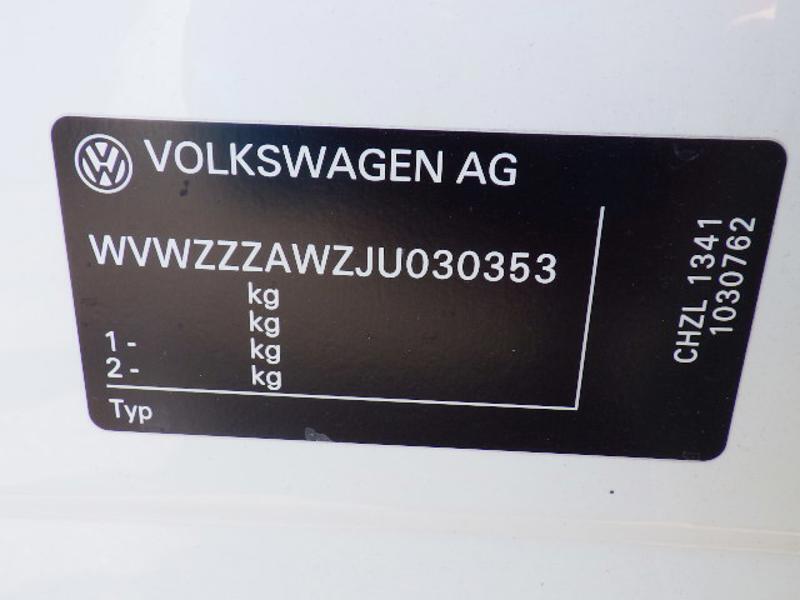 VOLKSWAGEN AG
WVWZZZAWZJU030353
kg
kg
1- kg
2- kg
Typ
CHZL 1341
1030762